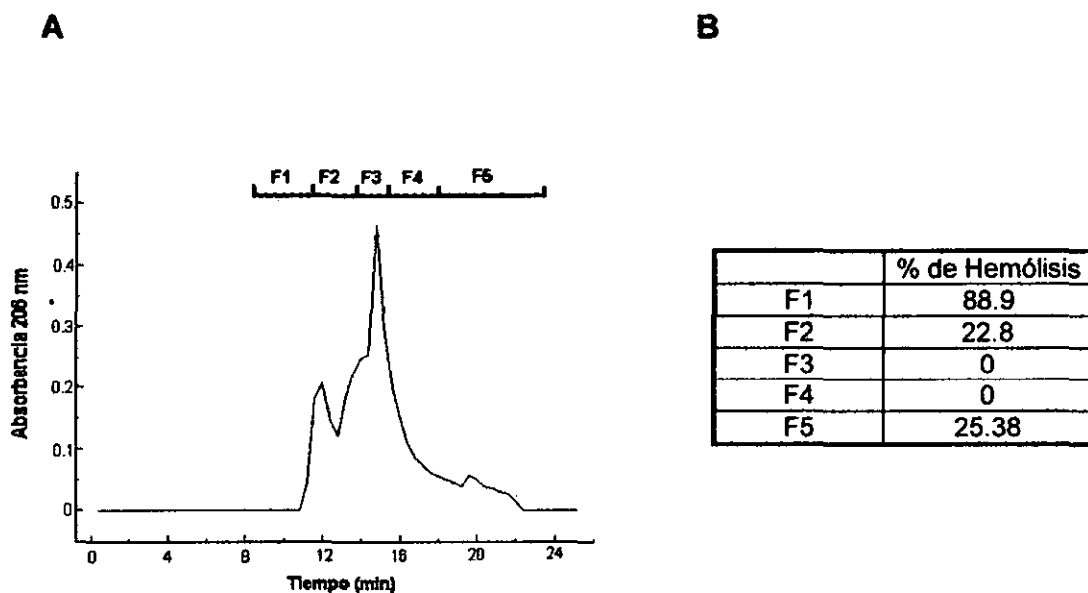 A
B
F1 F2 F3 F4 F5
0.5
0.4
0.3
0.2
0.1
0
Absorbencia 206 nm
0 4 8 12 16 20 24
Tiempo (min)
% de Hemólisis
F1 88.9
F2 22.8
F3 0
F4 0
F5 25.38